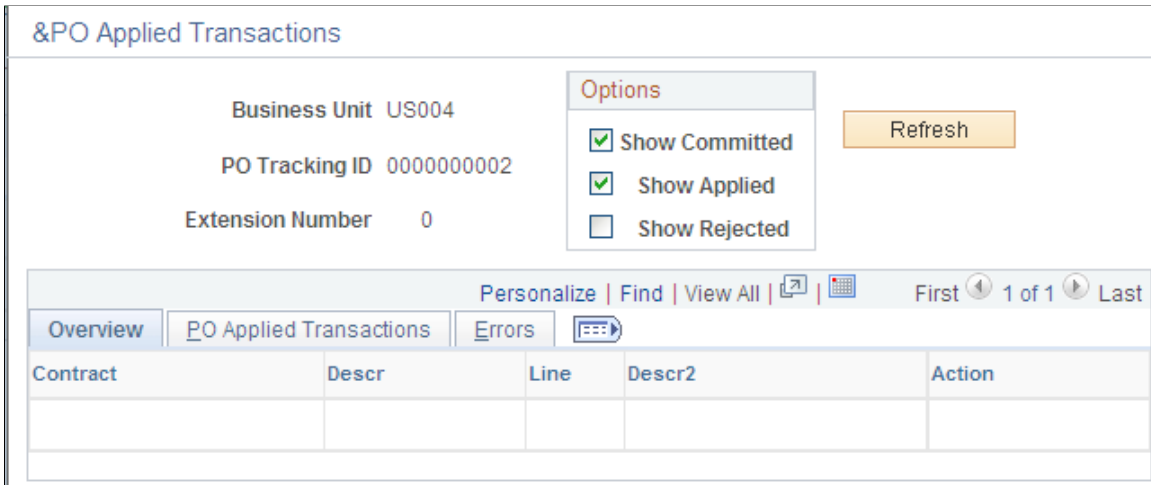 &PO Applied Transactions
Options
Business Unit US004
Show Committed
Refresh
PO Tracking ID 0000000002
Show Applied
Extension Number 0
Show Rejected
Personalize | Find | View All | | First 1 of 1 Last
Overview PO Applied Transactions Errors
Contract Descr Line Descr2 Action